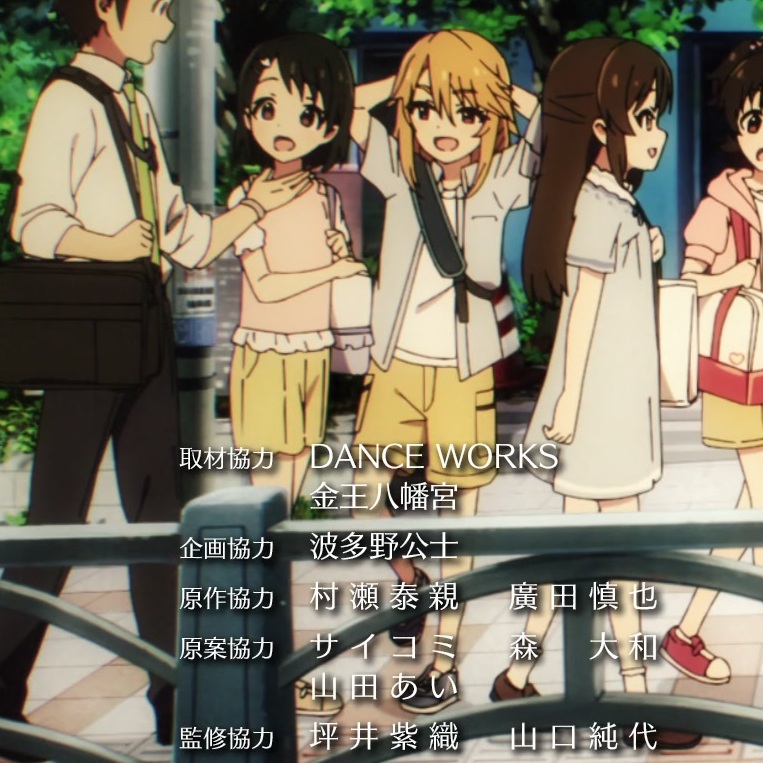 取材協力 DANCE WORKS
金王八幡宮
企画協力 波多野公士
原作協力 村瀬泰親 廣田慎也
原案協力 サイコミ 森 大和
山田あい
監修協力 坪井紫織 山口純代